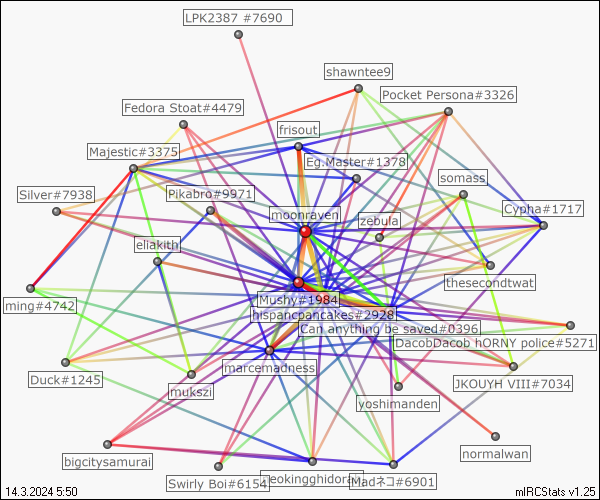 LPK2387 #7690
shawntee9
Pocket Persona#3326
Fedora Stoat#4479
frisout
Majestic#3375
Eg.Master#1378
somass
Silver#7938
Pikabro#9971
moonraven
zebula
Cypha#1717
eliakith
thesecondtwat
Mushy#1984
ming#4742
hispancpancakes#2928
Can anything be saved#0396
DacobDacob hORNY police#5271
marcemadness
Duck#1245
mukszi
JKOUYH VIII#7034
yoshimanden
normalwan
bigcitysamurai
Swirly Boi#6154
eokingghidora
Madネコ#6901
14.3.2024 5:50
mIRCStats v1.25